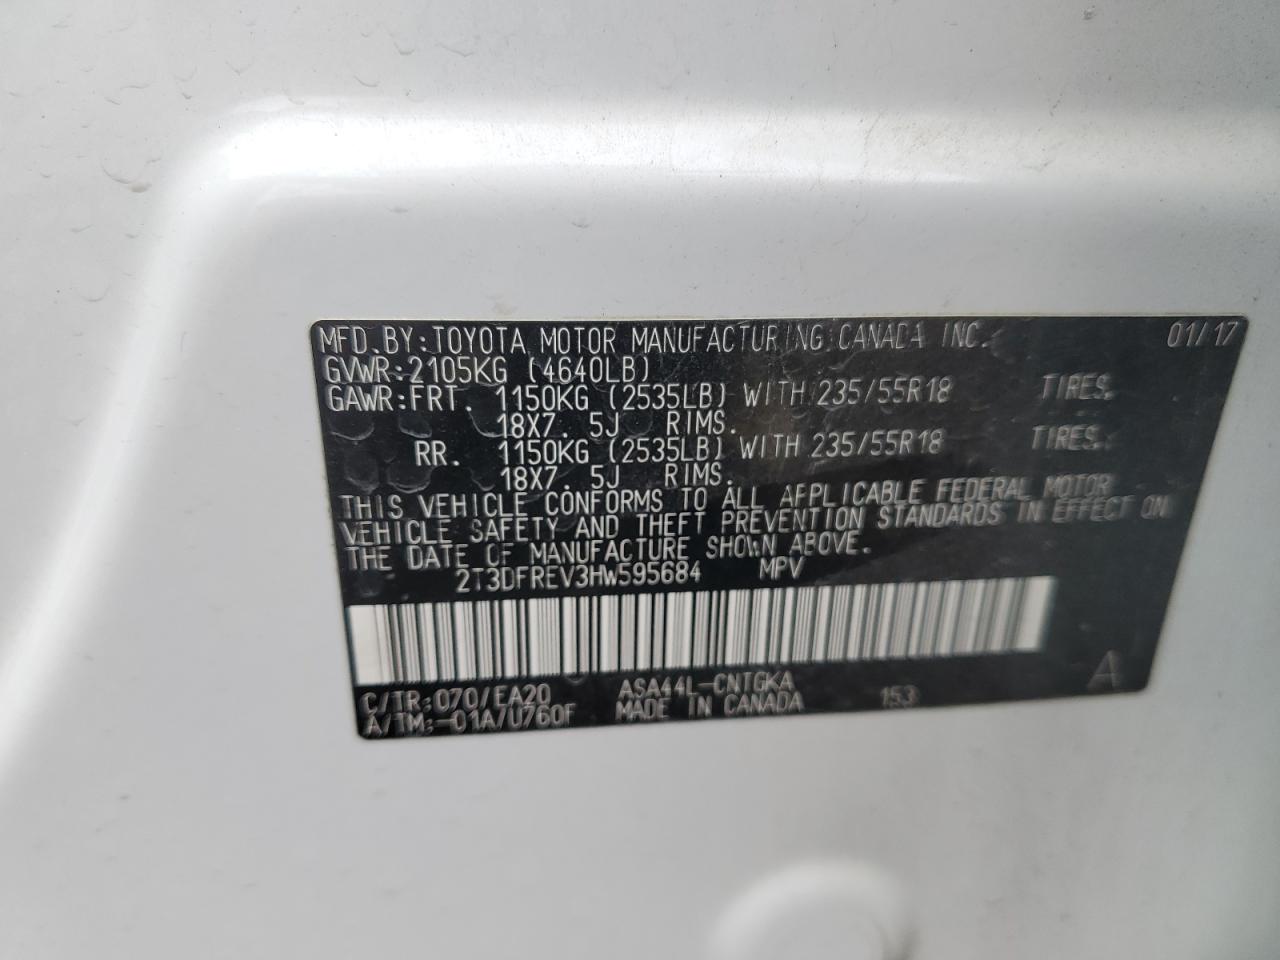 MFD. BY: TOYOTA MOTOR MANUFACTURING CANADA INC. 01/17
GVWR: 2105KG (4640LB)
GAWR: FRT. 1150KG (2535LB) WITH 235/55R18 TIRES.
18X7. 5J RIMS.
RR. 1150KG (2535LB) WITH 235/55R18 TIRES.
18X7. 5J RIMS.
THIS VEHICLE CONFORMS TO ALL APPLICABLE FEDERAL MOTOR
VEHICLE SAFETY AND THEFT PREVENTION STANDARDS IN EFFECT ON
THE DATE OF MANUFACTURE SHOWN ABOVE.
2T3DFREV3HW595684 MPV
C/TR: 070/EA20 ASA44L-CNTGKA 153 A
A/TM: -01A/U760F MADE IN CANADA